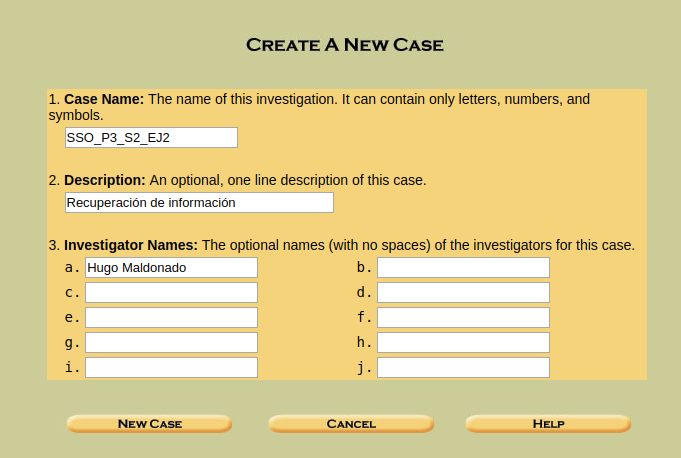 CREATE A NEW CASE
1. Case Name: The name of this investigation. It can contain only letters, numbers, and
symbols.
SSO_P3_S2_EJ2
2. Description: An optional, one line description of this case.
Recuperación de información
3. Investigator Names: The optional names (with no spaces) of the investigators for this case.
a. Hugo Maldonado b.
c. d.
e. f.
g. h.
i. j.
NEW CASE CANCEL HELP